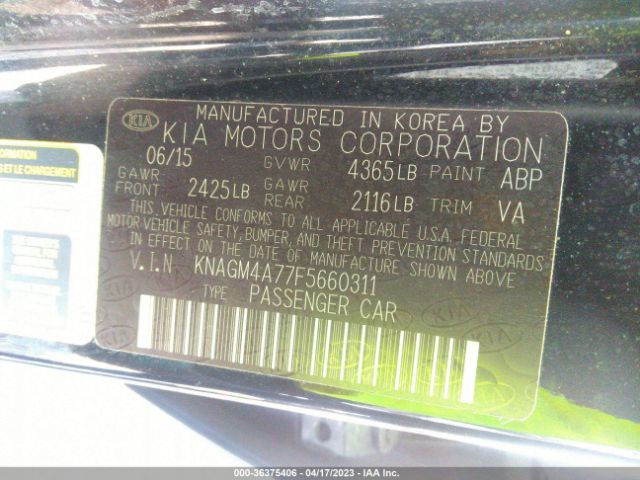 MANUFACTURED IN KOREA BY
KIA KIA MOTORS CORPORATION
06/15 GVWR 4365LB PAINT ABP
GAWR FRONT 2425LB GAWR REAR 2116LB TRIM VA
THIS VEHICLE CONFORMS TO ALL APPLICABLE U.S.A. FEDERAL
MOTOR VEHICLE SAFETY, BUMPER, AND THEFT PREVENTION STANDARDS
IN EFFECT ON THE DATE OF MANUFACTURE SHOWN ABOVE
V.I.N KNAGM4A77F5660311
TYPE PASSENGER CAR
FORMATION
S ET LE CHARGEMENT
000-36375406 - 04/17/2023 - IAA Inc.